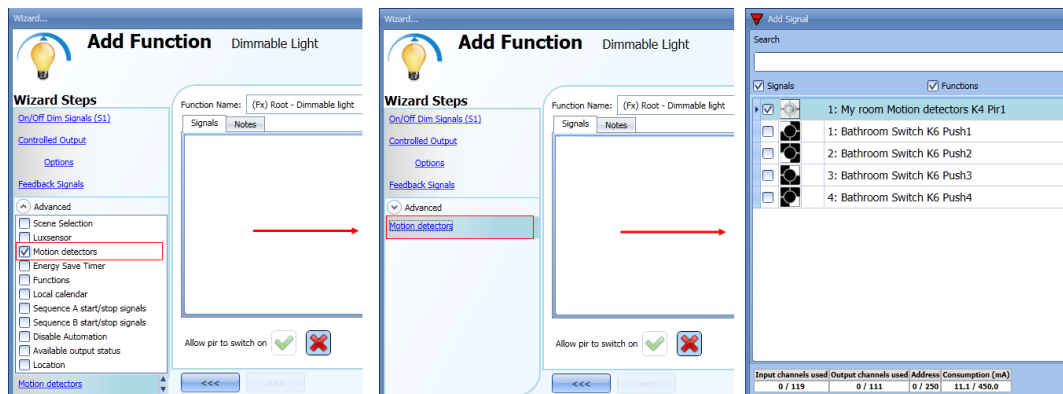 Wizard...
Add Function Dimmable Light
Wizard Steps
On/Off Dim Signals (S1)
Controlled Output
Options
Feedback Signals
Advanced
Scene Selection
Luxsensor
Motion detectors
Energy Save Timer
Functions
Local calendar
Sequence A start/stop signals
Sequence B start/stop signals
Disable Automation
Available output status
Location
Motion detectors
Function Name: (Fx) Root - Dimmable light
Signals Notes
Allow pir to switch on
<<< >>>
Wizard...
Add Function Dimmable Light
Wizard Steps
On/Off Dim Signals (S1)
Controlled Output
Options
Feedback Signals
Advanced
Motion detectors
Function Name: (Fx) Root - Dimmable light
Signals Notes
Allow pir to switch on
<<< >>>
Add Signal
Search
Signals Functions
1: My room Motion detectors K4 Pir1
1: Bathroom Switch K6 Push1
2: Bathroom Switch K6 Push2
3: Bathroom Switch K6 Push3
4: Bathroom Switch K6 Push4
Input channels used Output channels used Address Consumption (mA)
0 / 119 0 / 111 0 / 250 11,1 / 450,0